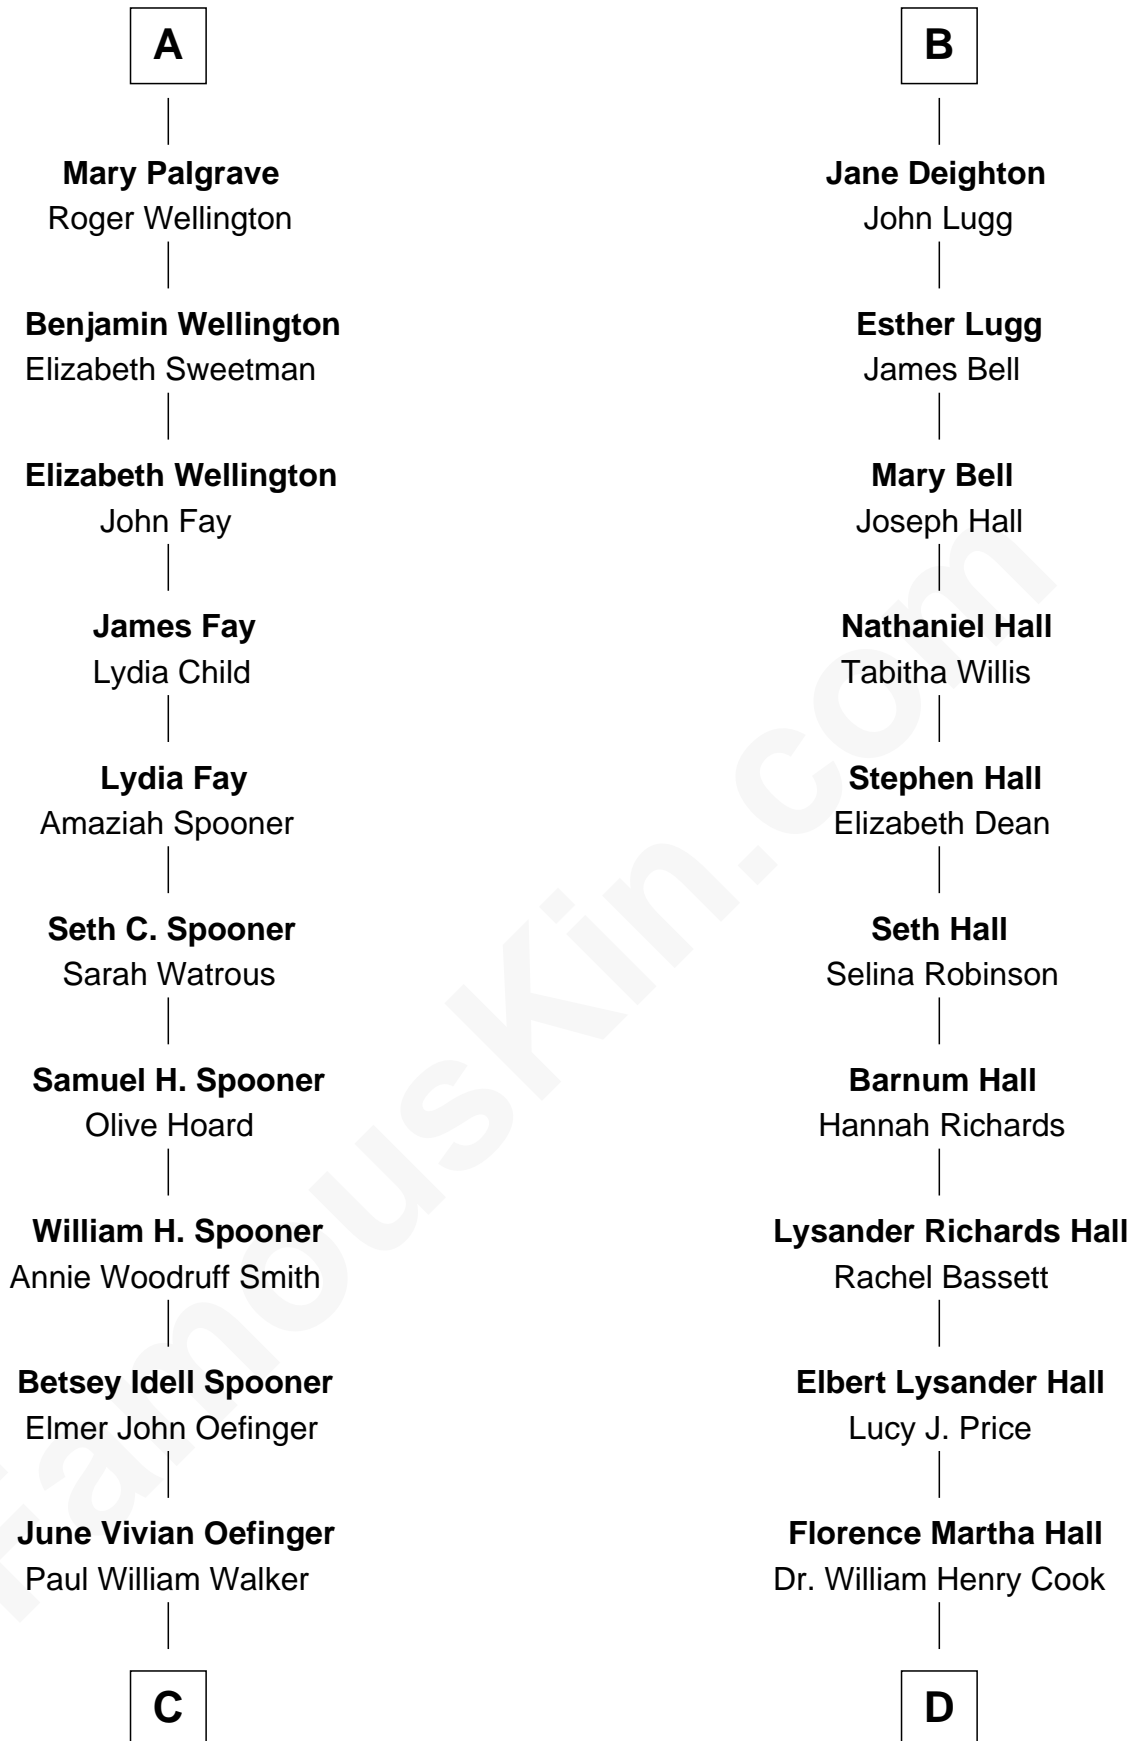 A
Mary Palgrave
Roger Wellington
Benjamin Wellington
Elizabeth Sweetman
Elizabeth Wellington
John Fay
James Fay
Lydia Child
Lydia Fay
Amaziah Spooner
Seth C. Spooner
Sarah Watrous
Samuel H. Spooner
Olive Hoard
William H. Spooner
Annie Woodruff Smith
Betsey Idell Spooner
Elmer John Oefinger
June Vivian Oefinger
Paul William Walker
C
B
Jane Deighton
John Lugg
Esther Lugg
James Bell
Mary Bell
Joseph Hall
Nathaniel Hall
Tabitha Willis
Stephen Hall
Elizabeth Dean
Seth Hall
Selina Robinson
Barnum Hall
Hannah Richards
Lysander Richards Hall
Rachel Bassett
Elbert Lysander Hall
Lucy J. Price
Florence Martha Hall
Dr. William Henry Cook
D
FamousKin.com